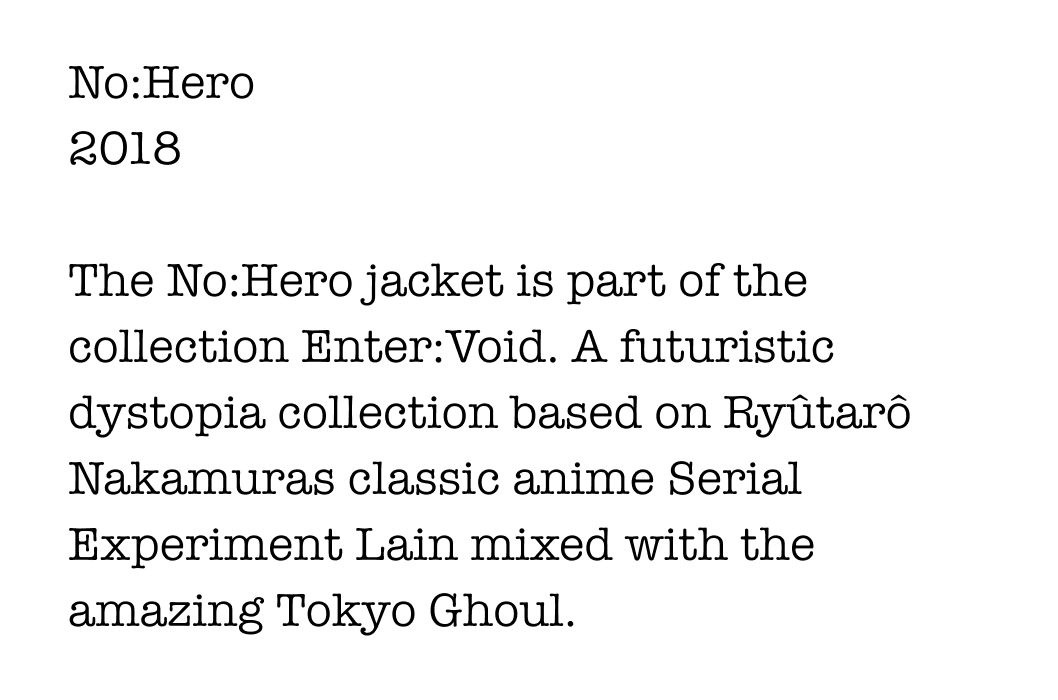 No:Hero
2018
The No:Hero jacket is part of the
collection Enter:Void. A futuristic
dystopia collection based on Ryûtarô
Nakamuras classic anime Serial
Experiment Lain mixed with the
amazing Tokyo Ghoul.